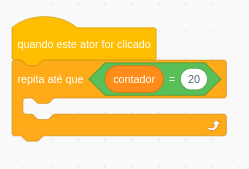 quando este ator for clicado
repita até que contador = 20